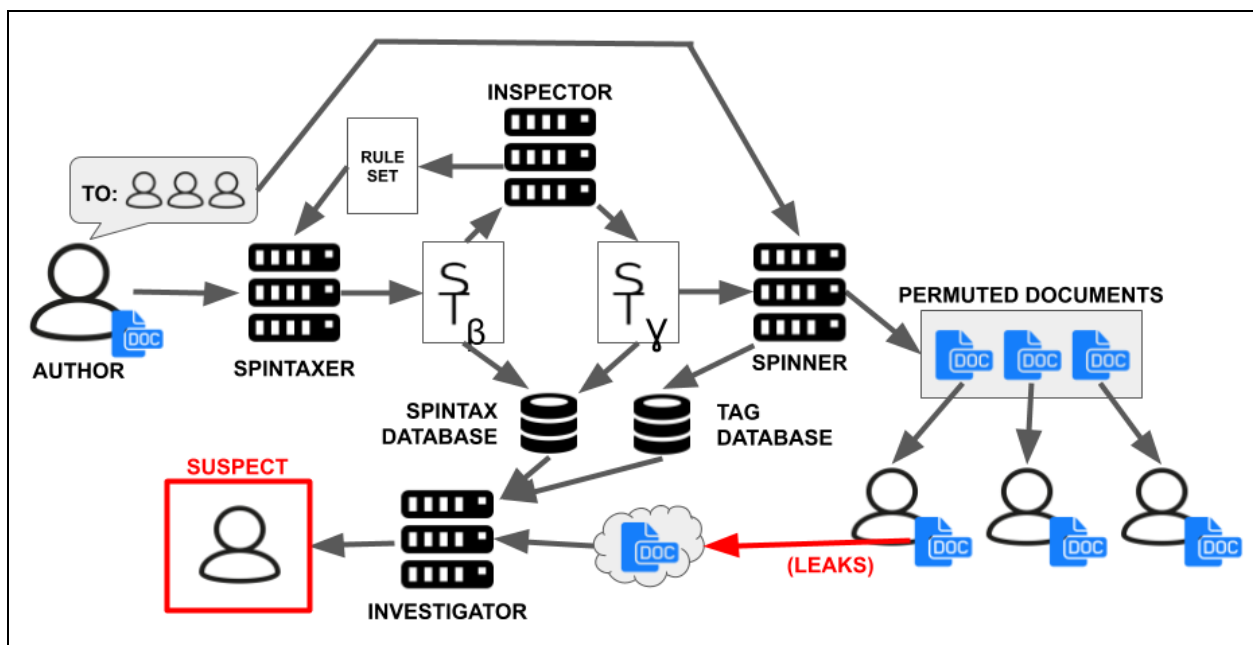 INSPECTOR
RULE
SET
TO:
S
T
β
S
T
Ɣ
PERMUTED DOCUMENTS
DOC
DOC
DOC
DOC
AUTHOR
SPINTAXER
SPINNER
SPINTAX
DATABASE
TAG
DATABASE
SUSPECT
DOC
DOC
DOC
DOC
(LEAKS)
INVESTIGATOR